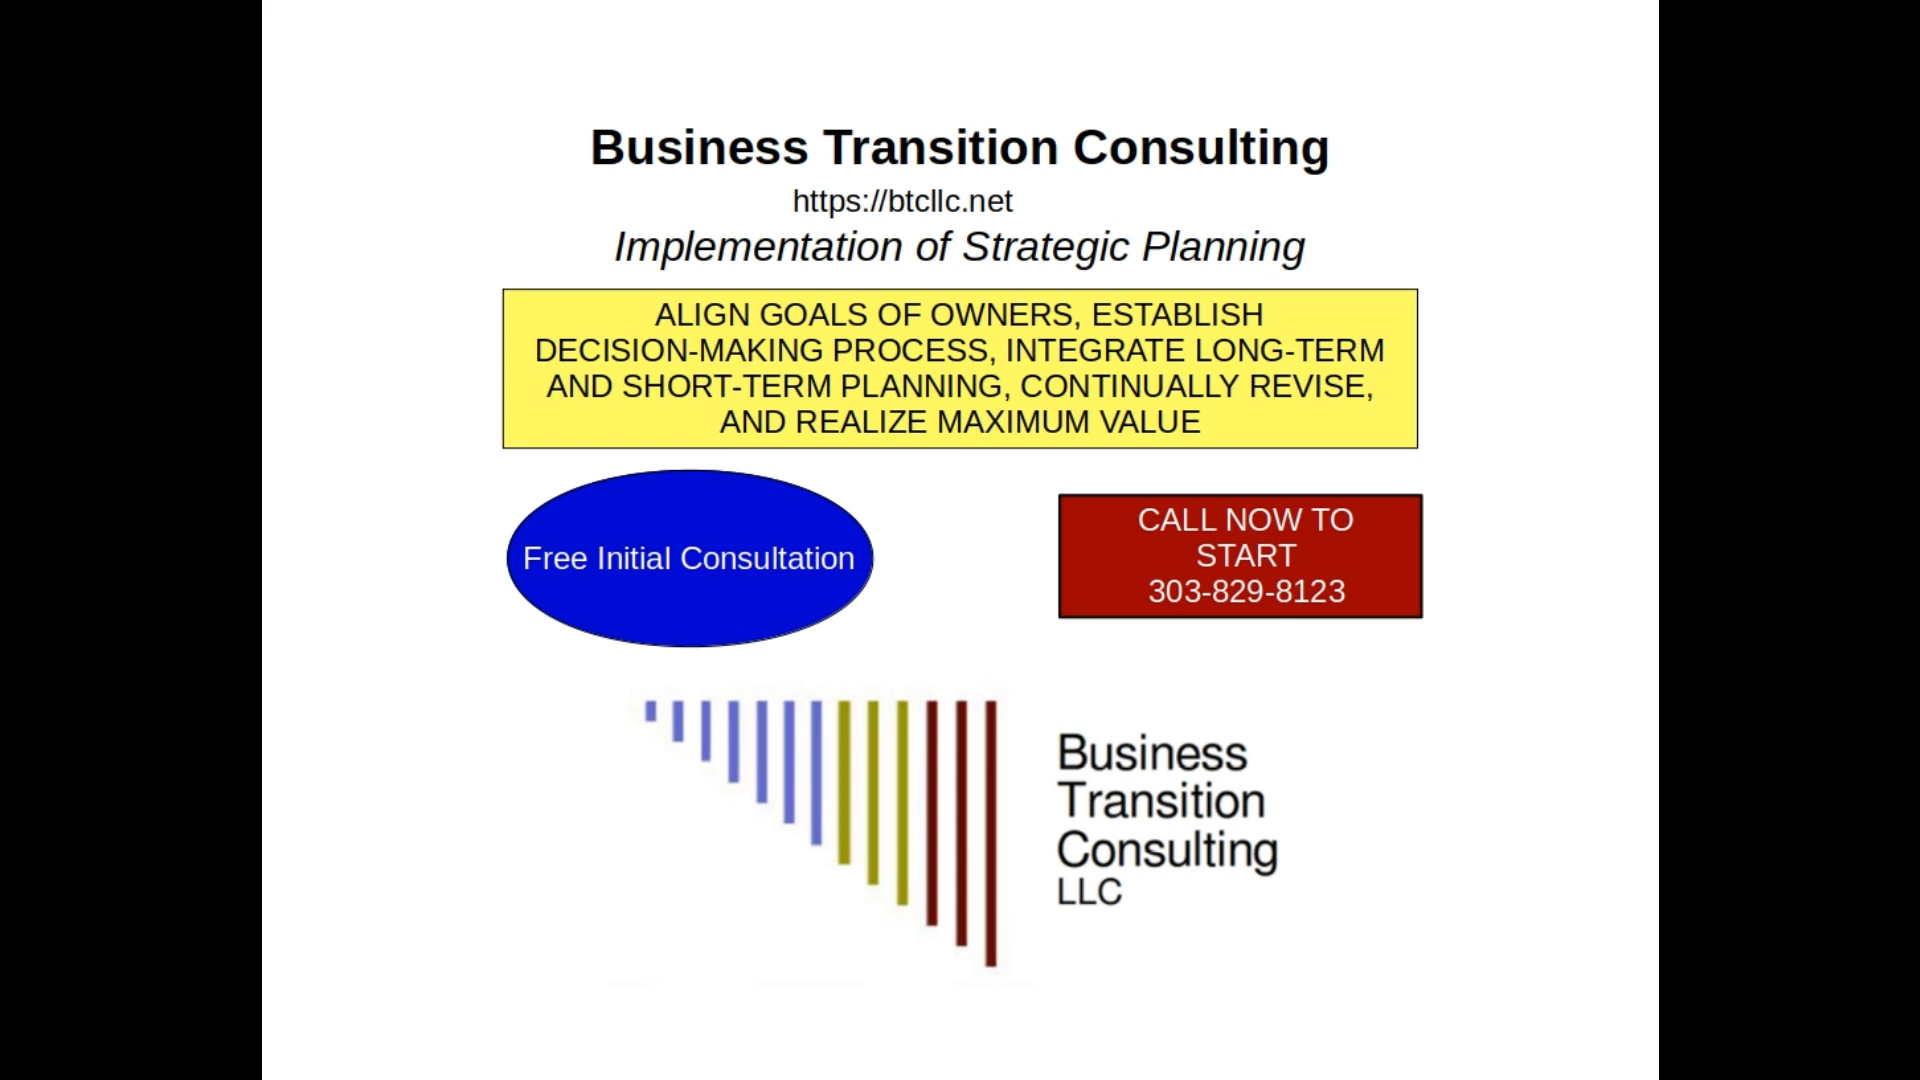 Business Transition Consulting
https://btcllc.net
Implementation of Strategic Planning
ALIGN GOALS OF OWNERS, ESTABLISH
DECISION-MAKING PROCESS, INTEGRATE LONG-TERM
AND SHORT-TERM PLANNING, CONTINUALLY REVISE,
AND REALIZE MAXIMUM VALUE
Free Initial Consultation
CALL NOW TO
START
303-829-8123
Business
Transition
Consulting
LLC